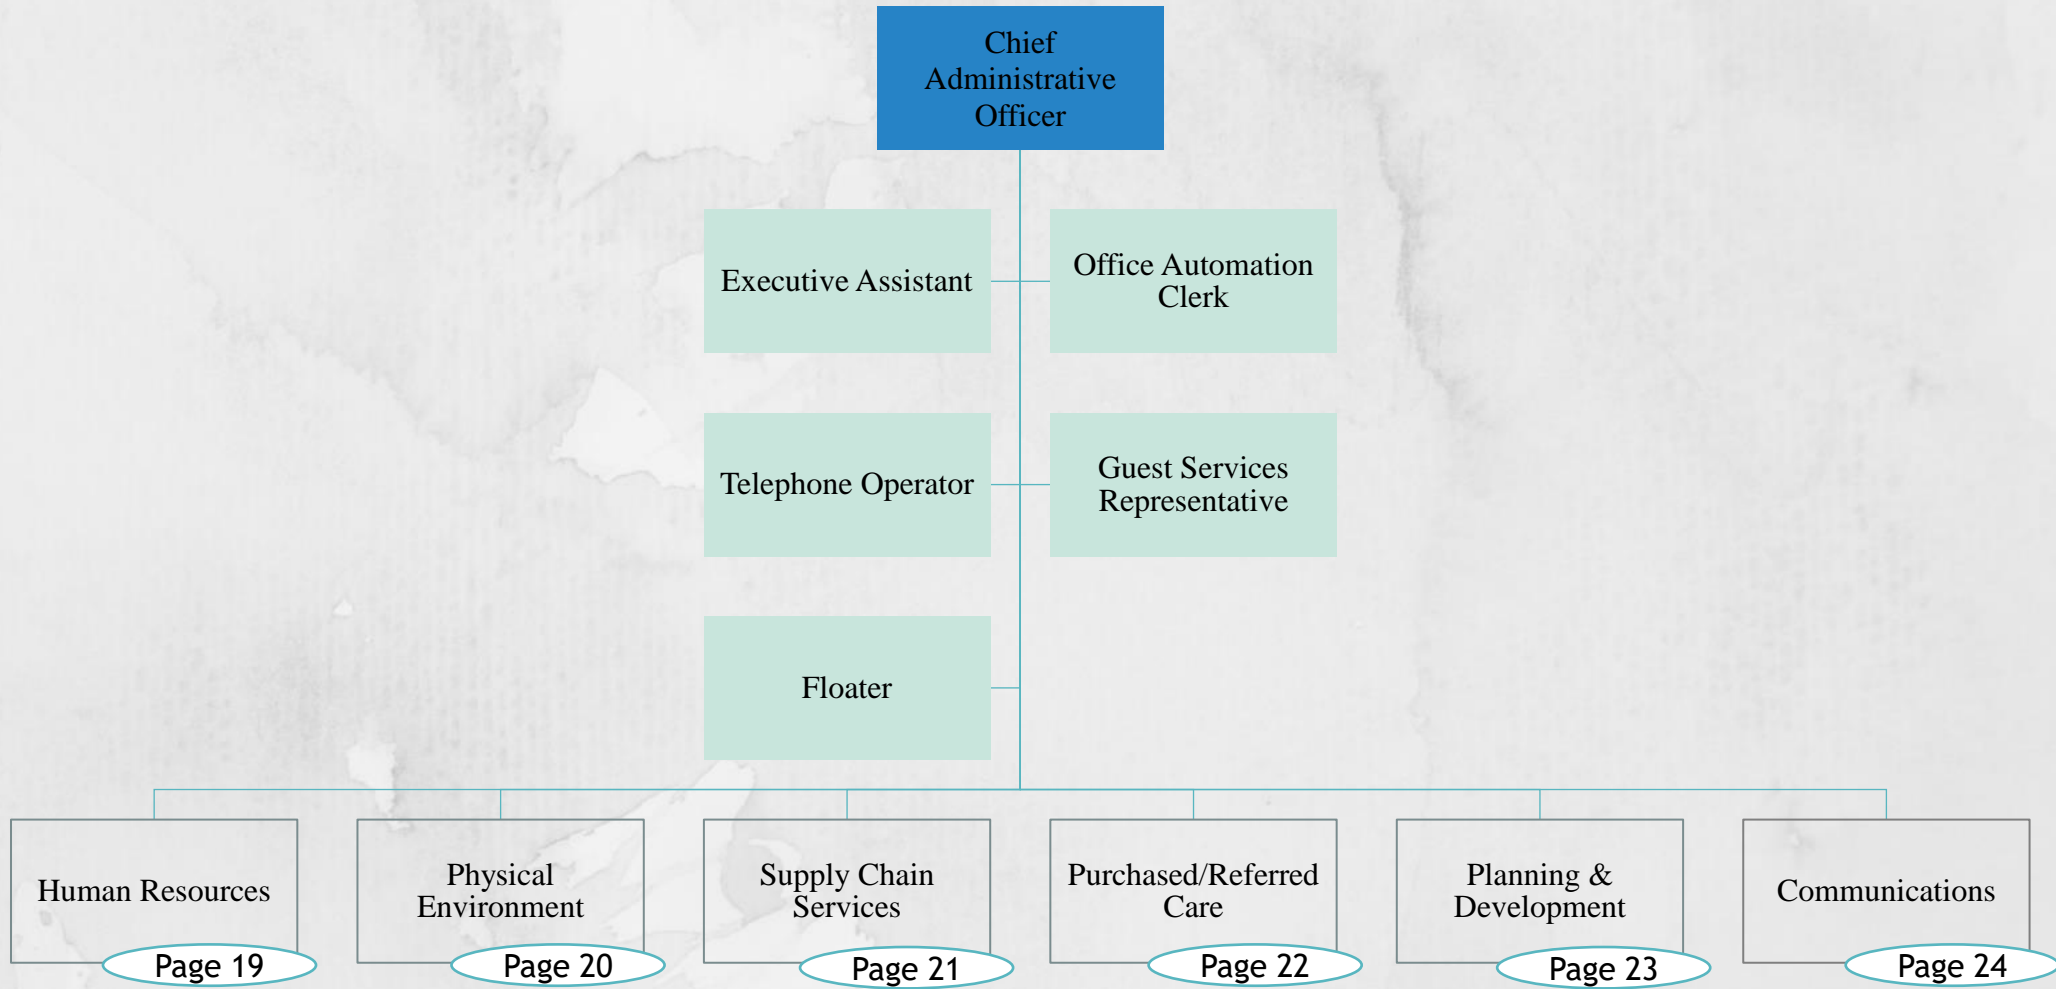 Chief
Administrative
Officer
Executive Assistant
Office Automation
Clerk
Telephone Operator
Guest Services
Representative
Floater
Human Resources
Page 19
Physical
Environment
Page 20
Supply Chain
Services
Page 21
Purchased/Referred
Care
Page 22
Planning &
Development
Page 23
Communications
Page 24